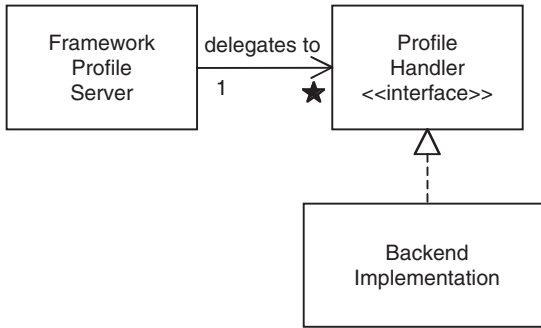 Framework
Profile
Server
delegates to
1
★
Profile
Handler
<<interface>>
Backend
Implementation